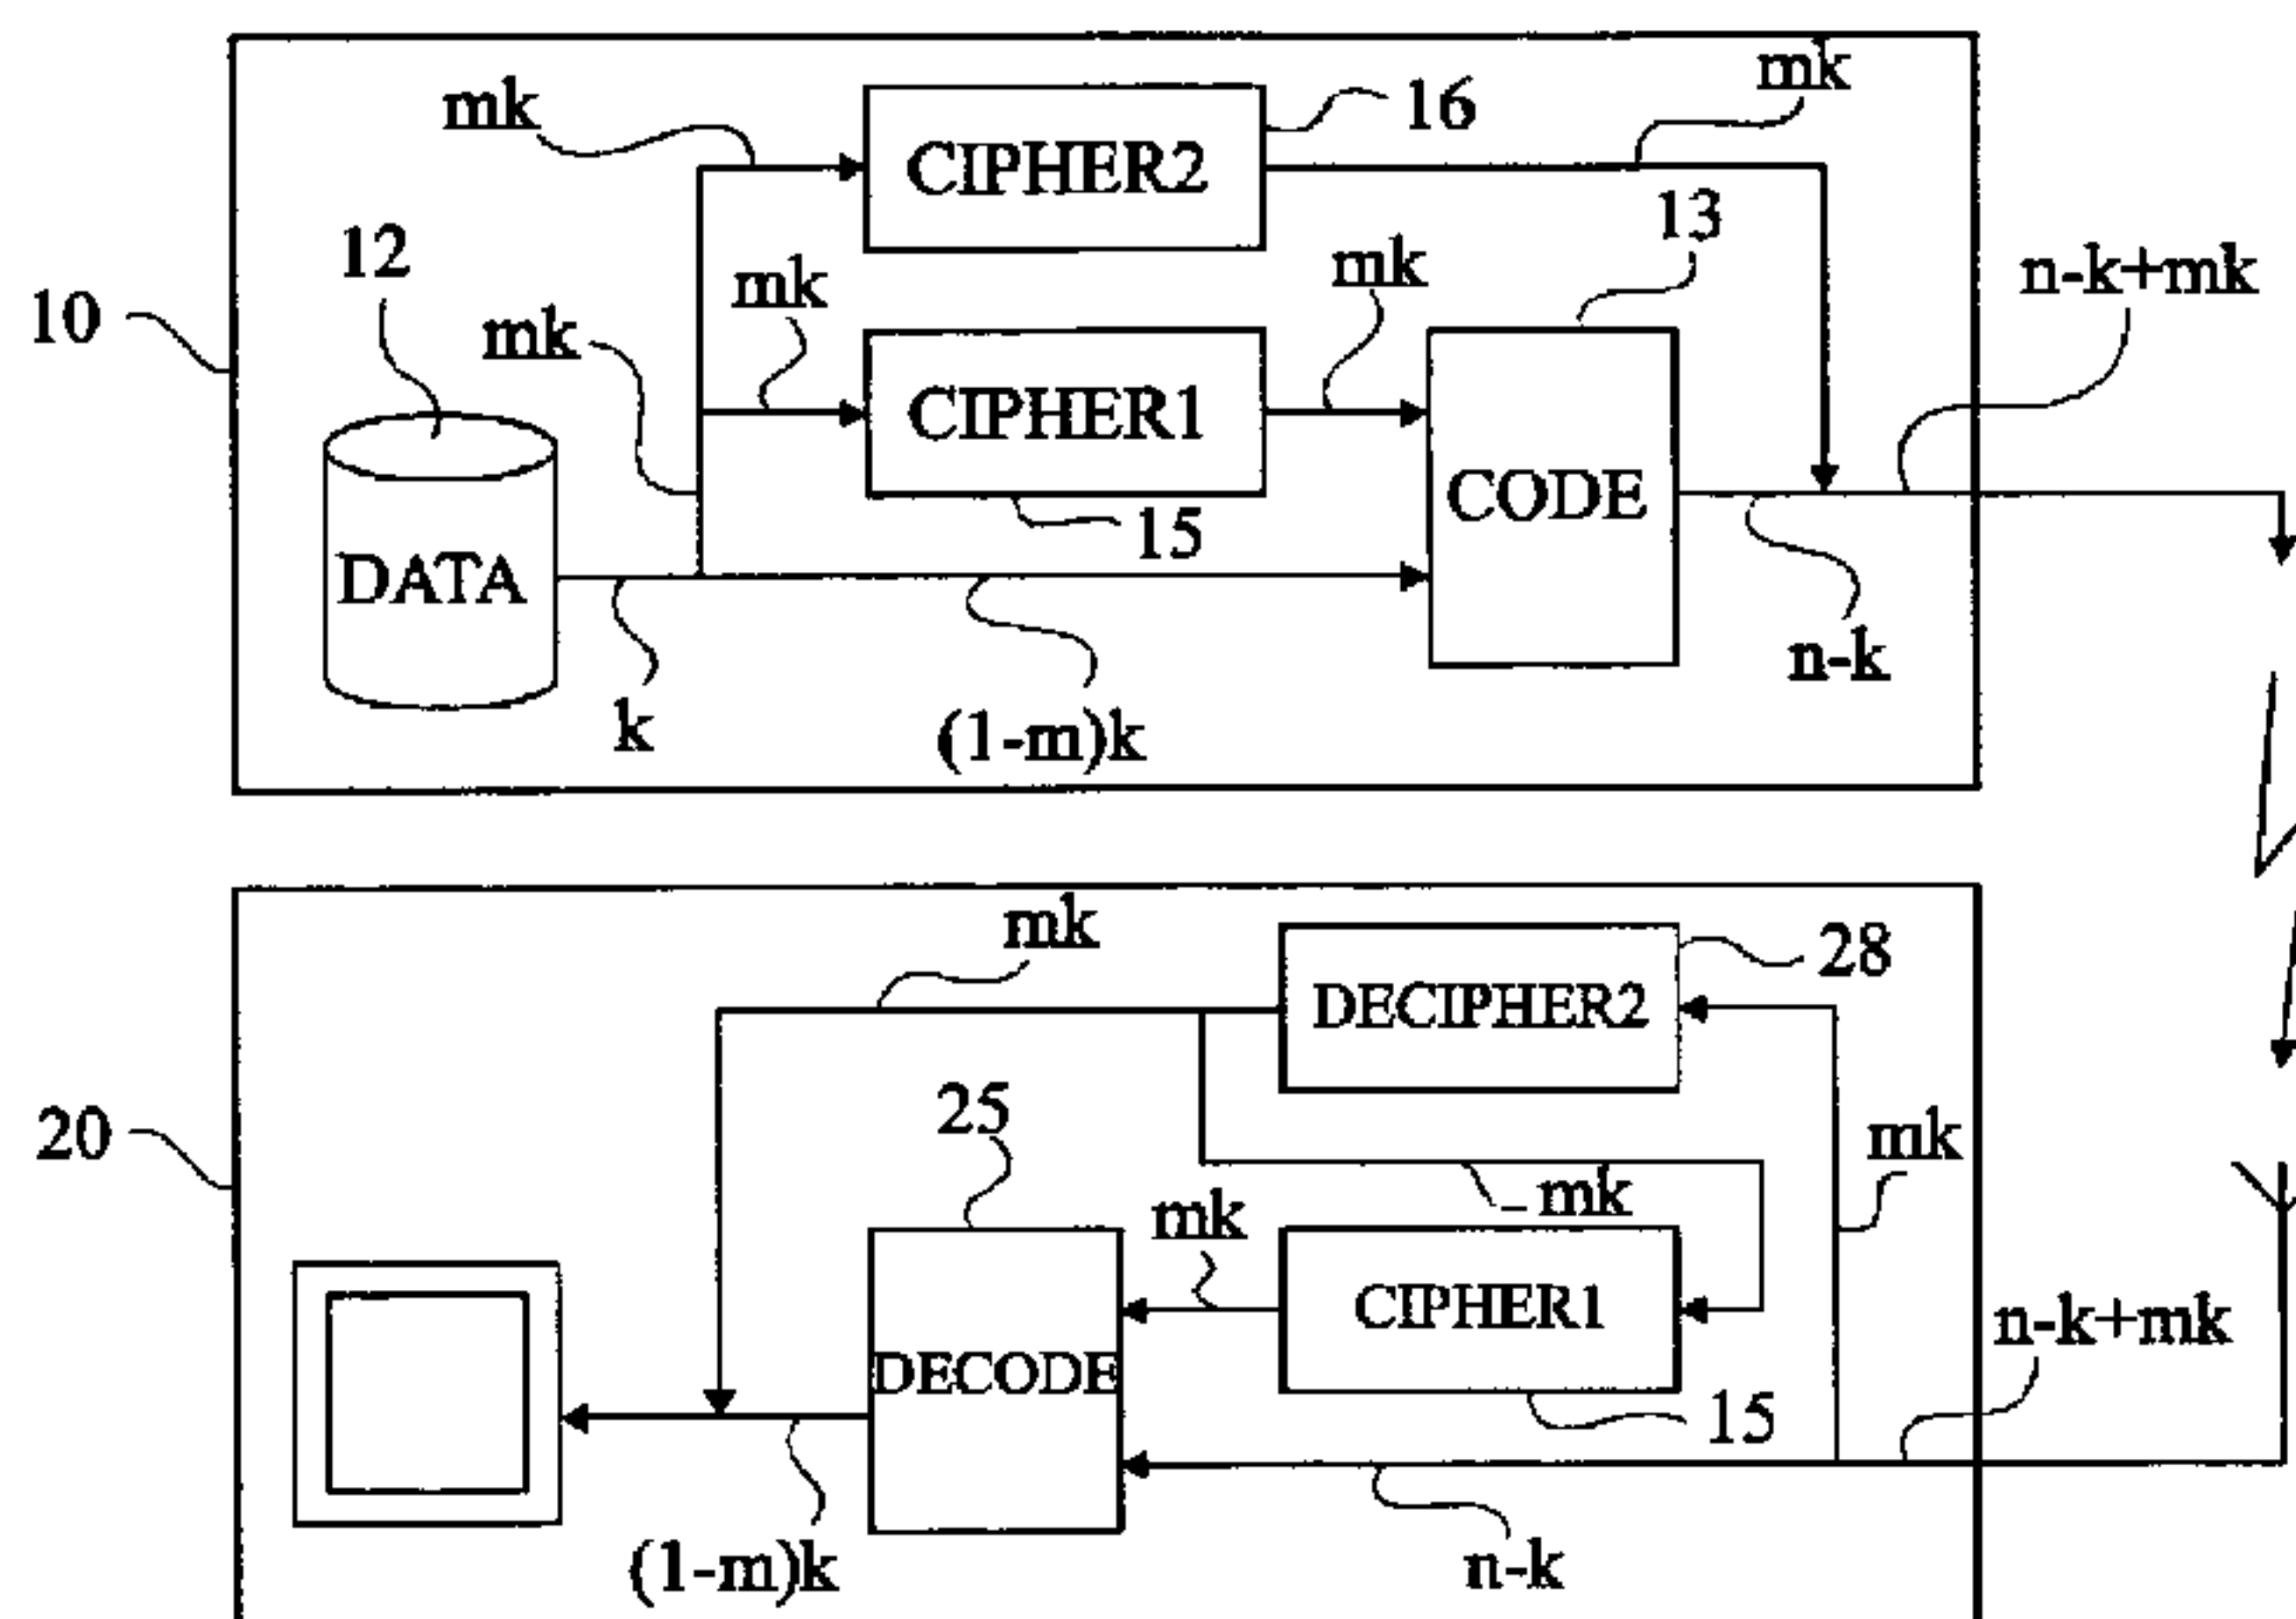 mk
16
mk
CIPHER2
12
13
10
mk
mk
mk
n-k+mk
CIPHER1
CODE
15
DATA
n-k
k
(1-m)k
mk
28
DECIPHER2
25
20
mk
mk
mk
CIPHER1
n-k+mk
DECODE
15
(1-m)k
n-k